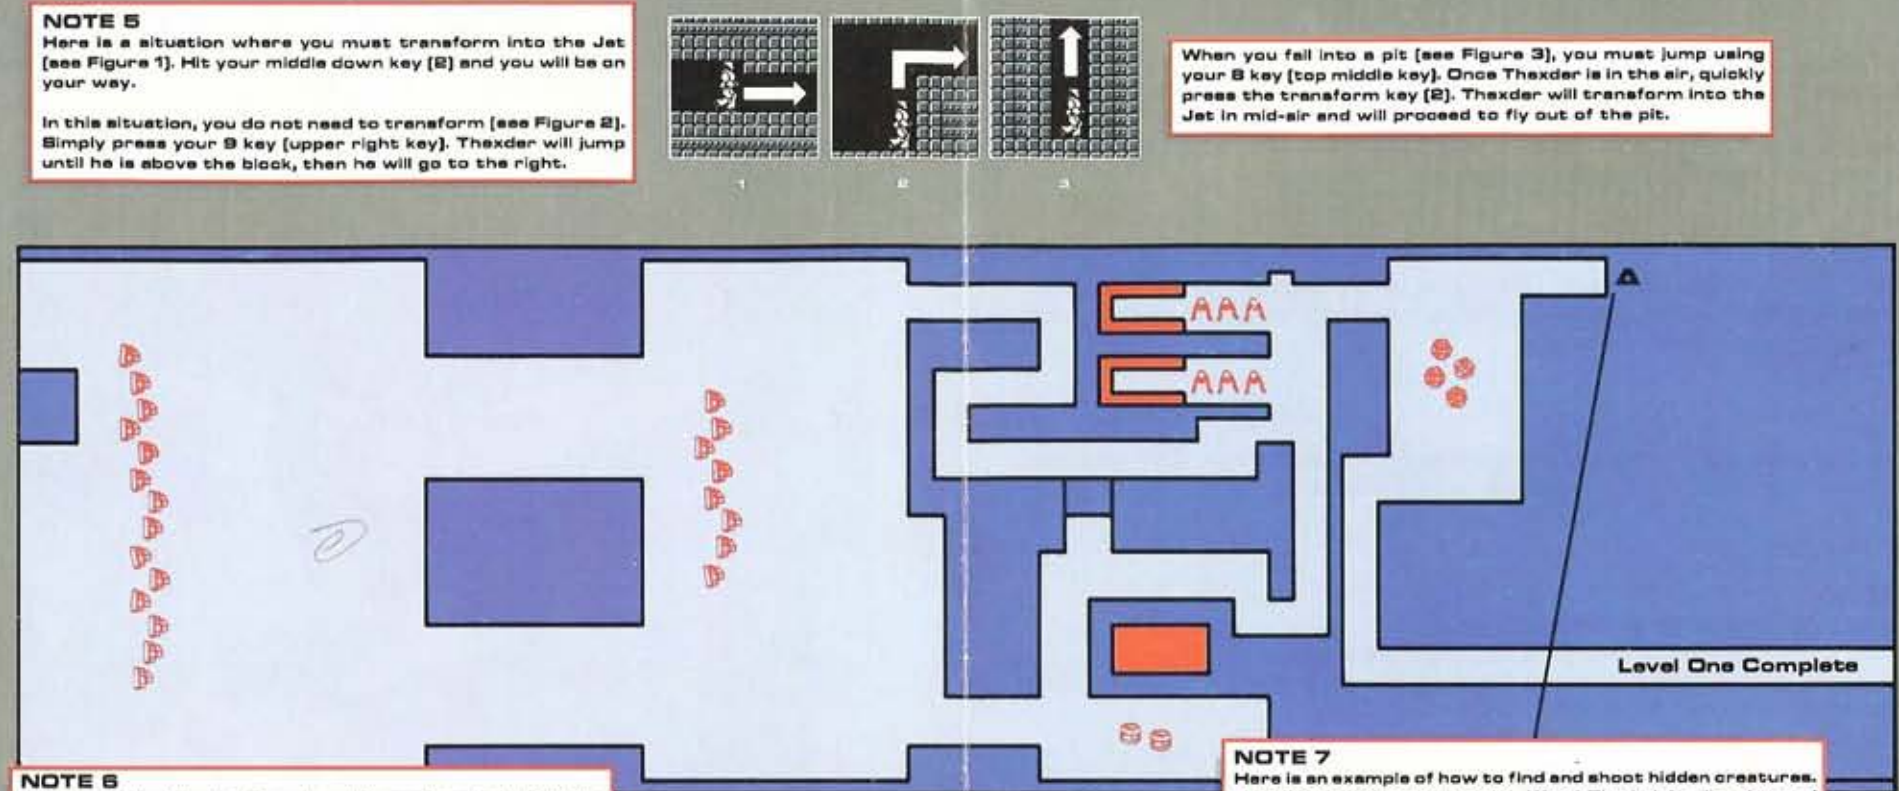 NOTE 5
Here is a situation where you must transform into the Jet
(see Figure 1). Hit your middle down key (2) and you will be on
your way.
In this situation, you do not need to transform (see Figure 2).
Simply press your 9 key (upper right key). Thexder will jump
until he is above the block, then he will go to the right.
1
2
3
When you fall into a pit (see Figure 3), you must jump using
your 8 key (top middle key). Once Thexder is in the air, quickly
press the transform key (2). Thexder will transform into the
Jet in mid-air and will proceed to fly out of the pit.
Level One Complete
NOTE 6
NOTE 7
Here is an example of how to find and shoot hidden creatures.